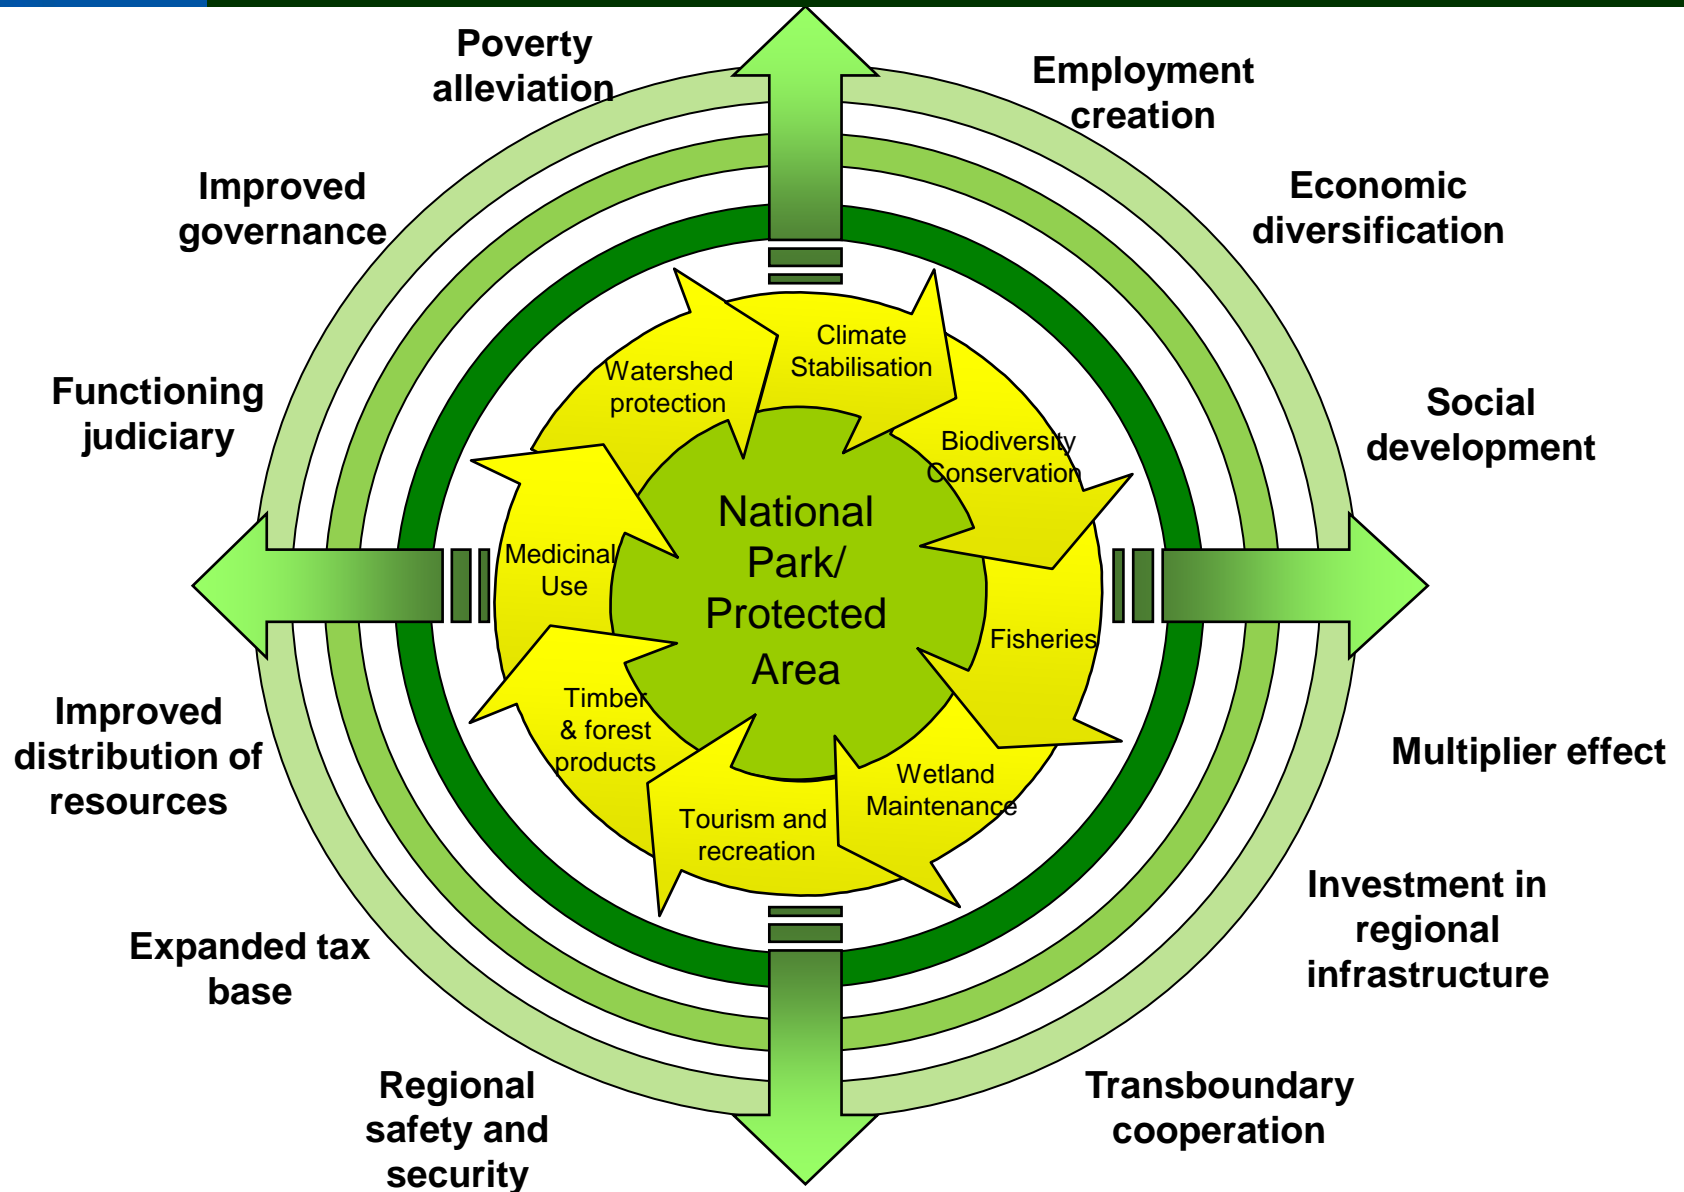 Poverty
alleviation
Employment
creation
Improved
governance
Economic
diversification
Functioning
judiciary
Social
development
Improved
distribution of
resources
Multiplier effect
Expanded tax
base
Investment in
regional
infrastructure
Regional
safety and
security
Transboundary
cooperation
Climate
Stabilisation
Watershed
protection
Biodiversity
Conservation
Medicinal
Use
Fisheries
Timber
& forest
products
Wetland
Maintenance
Tourism and
recreation
National
Park/
Protected
Area